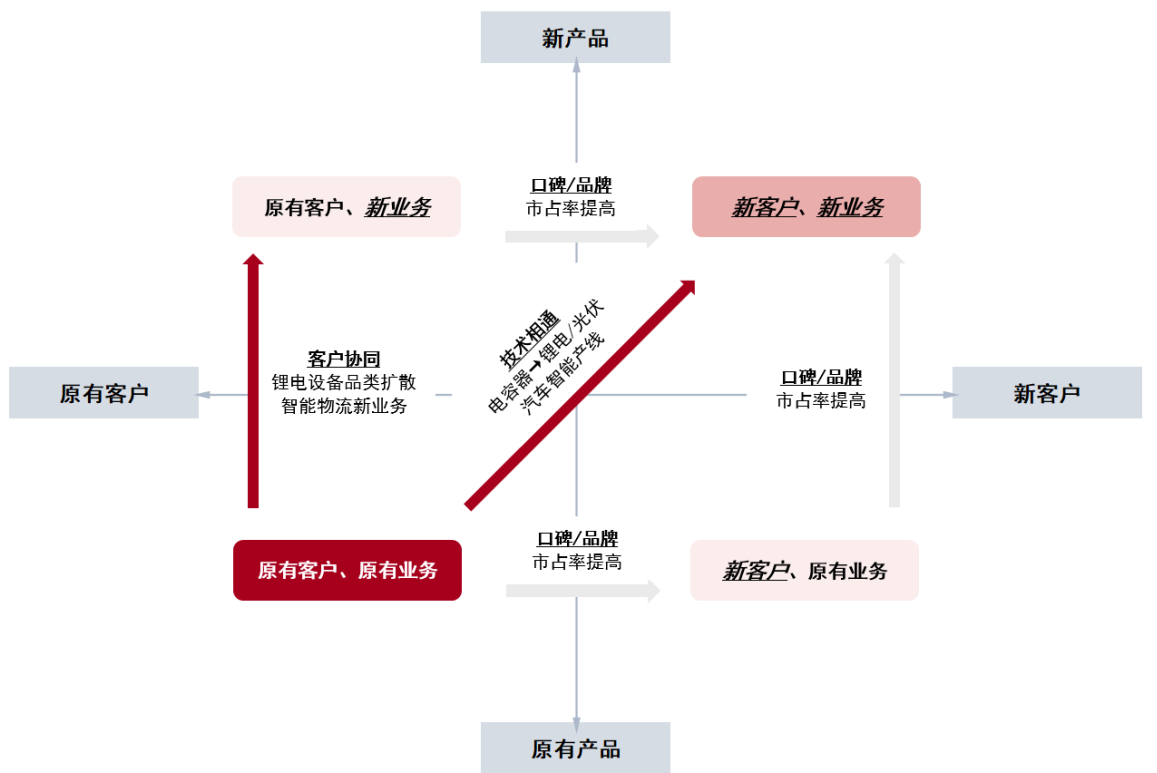 新产品
原有客户、新业务
口碑/品牌
市占率提高
新客户、新业务
技术相通
电容器→锂电/光伏
汽车智能产线
客户协同
锂电设备品类扩散
智能物流新业务
原有客户
口碑/品牌
市占率提高
新客户
原有客户、原有业务
口碑/品牌
市占率提高
新客户、原有业务
原有产品